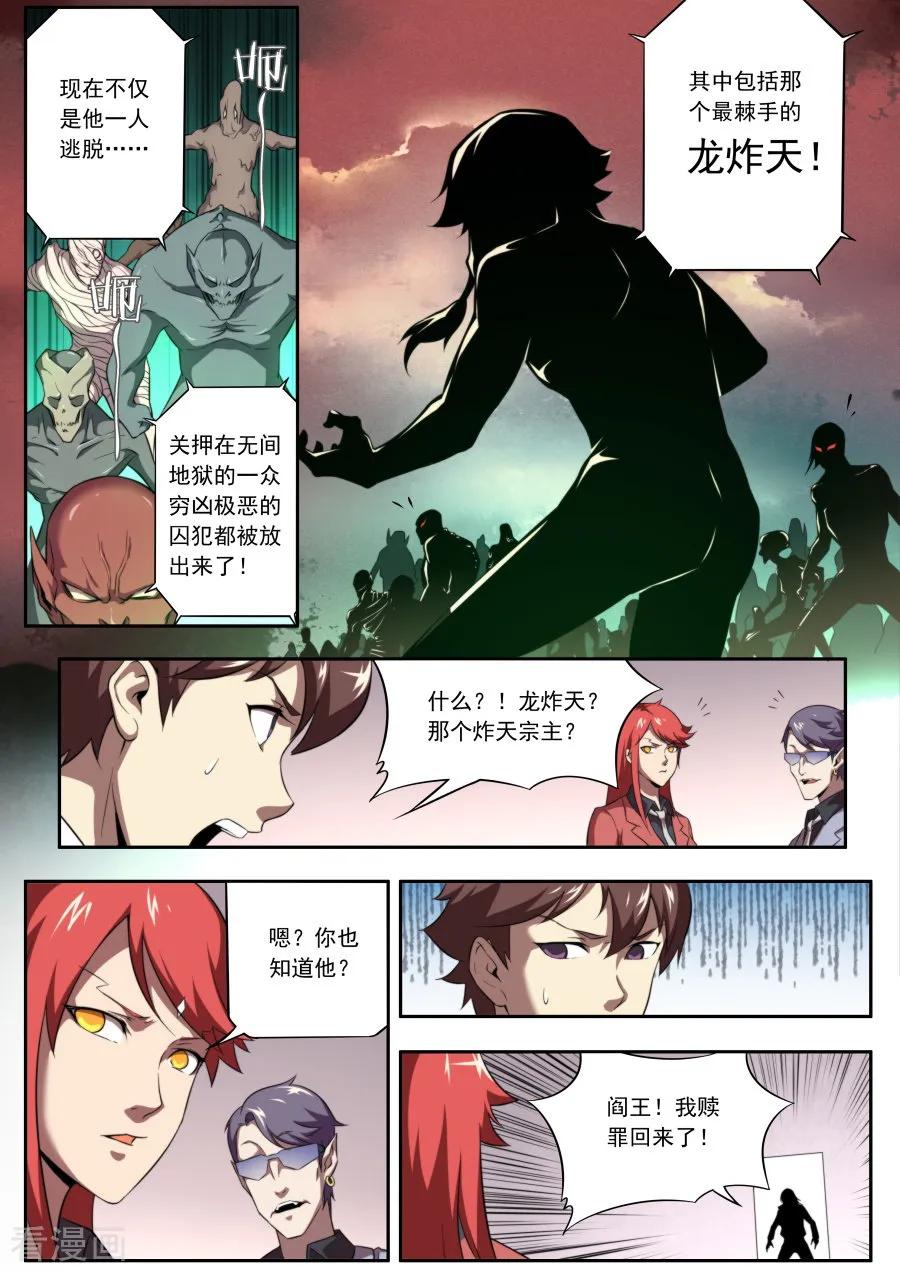 现在不仅
是他一人
逃脱……
呃
呃
关押在无间
地狱的一众
穷凶极恶的
囚犯都被放
出来了！
其中包括那
个最棘手的
龙炸天！
什么？！龙炸天？
那个炸天宗主？
嗯？你也
知道他？
阎王！我赎
罪回来了！
看漫画